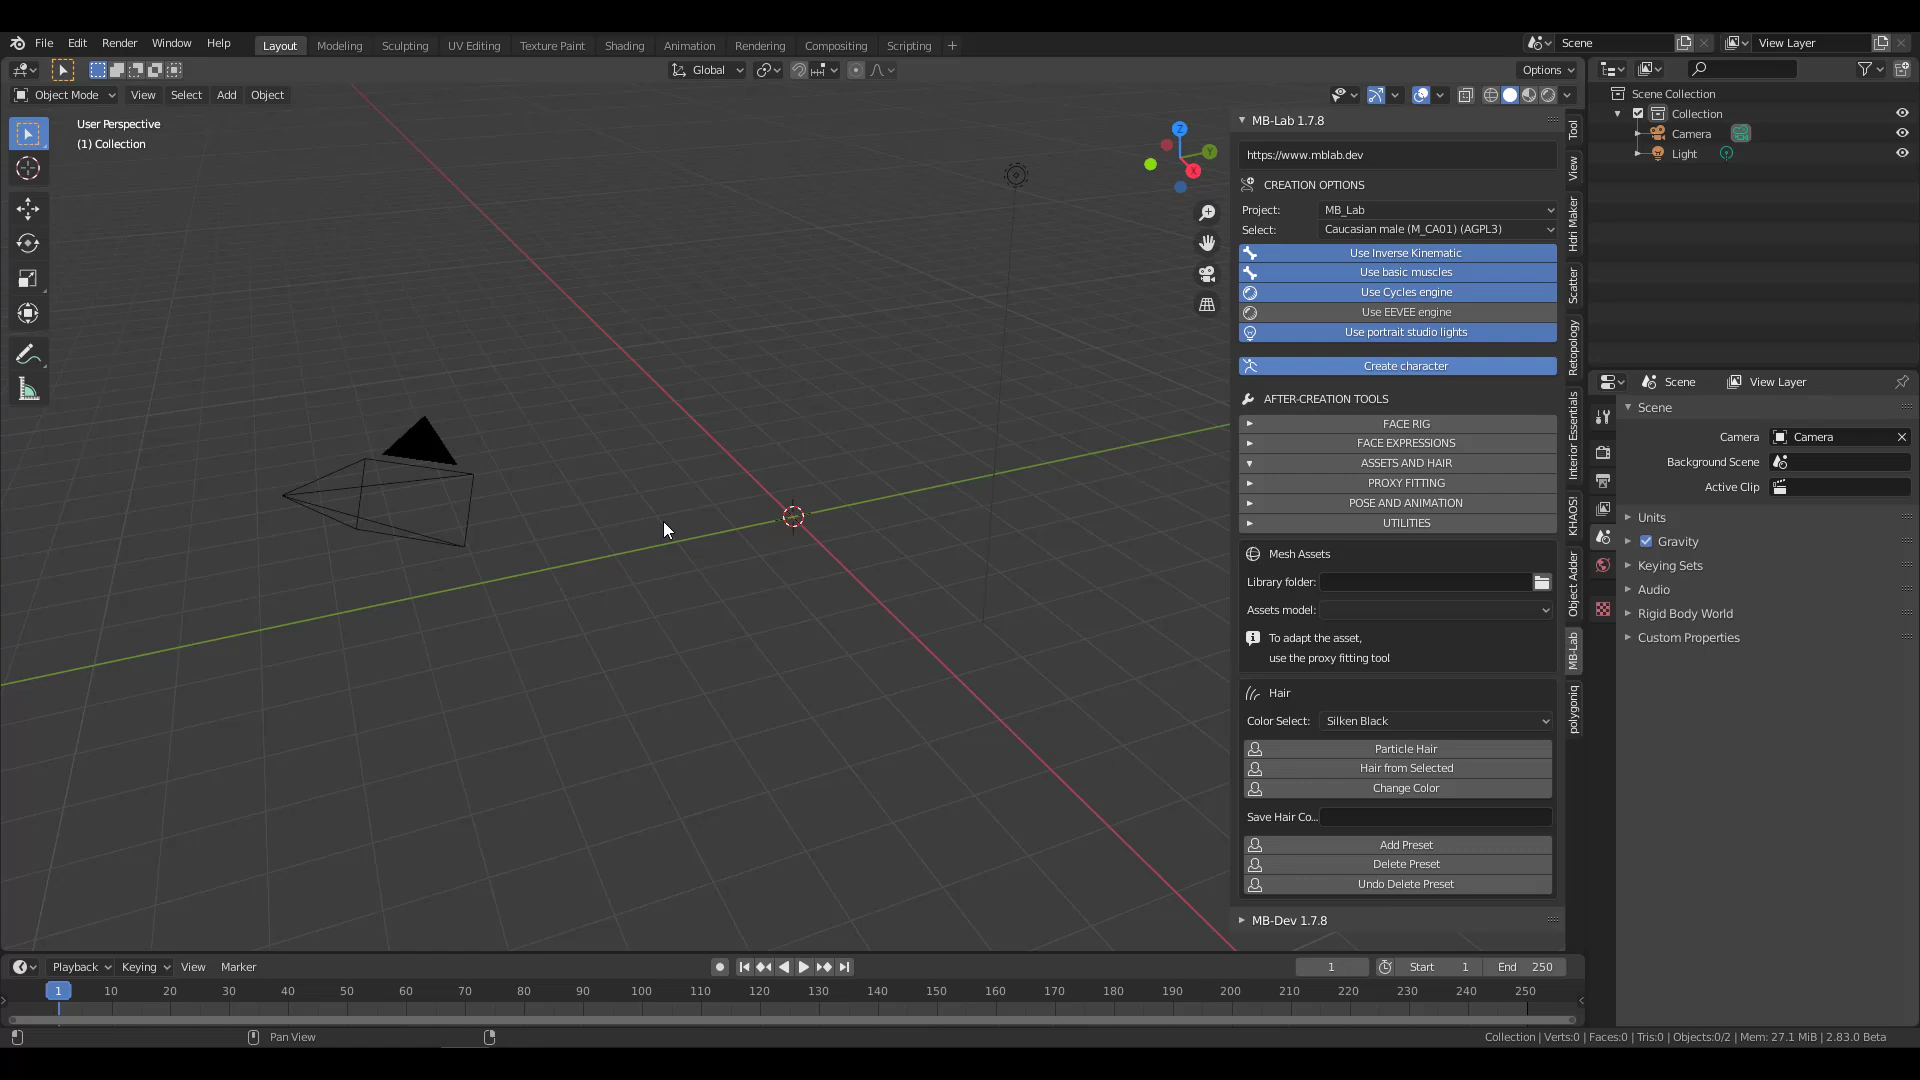 File Edit Render Window Help Layout Modeling Sculpting UV Editing Texture Paint Shading Animation Rendering Compositing Scripting +
Scene
View Layer
Global
Options
Object Mode View Select Add Object
User Perspective
(1) Collection
Z
Y
X
MB-Lab 1.7.8
https://www.mblab.dev
CREATION OPTIONS
Project: MB_Lab
Select: Caucasian male (M_CA01) (AGPL3)
Use Inverse Kinematic
Use basic muscles
Use Cycles engine
Use EEVEE engine
Use portrait studio lights
Create character
AFTER-CREATION TOOLS
FACE RIG
FACE EXPRESSIONS
ASSETS AND HAIR
PROXY FITTING
POSE AND ANIMATION
UTILITIES
Mesh Assets
Library folder:
Assets model:
To adapt the asset,
use the proxy fitting tool
Hair
Color Select: Silken Black
Particle Hair
Hair from Selected
Change Color
Save Hair Co...
Add Preset
Delete Preset
Undo Delete Preset
MB-Dev 1.7.8
Tool
View
Hdri Maker
Scatter
Retopology
Interior Essentials
KHAOS!
Object Adder
MB-Lab
polygoniq
Scene Collection
Collection
Camera
Light
Scene View Layer
Scene
Camera Camera
Background Scene
Active Clip
Units
Gravity
Keying Sets
Audio
Rigid Body World
Custom Properties
Playback Keying View Marker
1 Start 1 End 250
1 10 20 30 40 50 60 70 80 90 100 110 120 130 140 150 160 170 180 190 200 210 220 230 240 250
Pan View
Collection | Verts:0 | Faces:0 | Tris:0 | Objects:0/2 | Mem: 27.1 MiB | 2.83.0 Beta